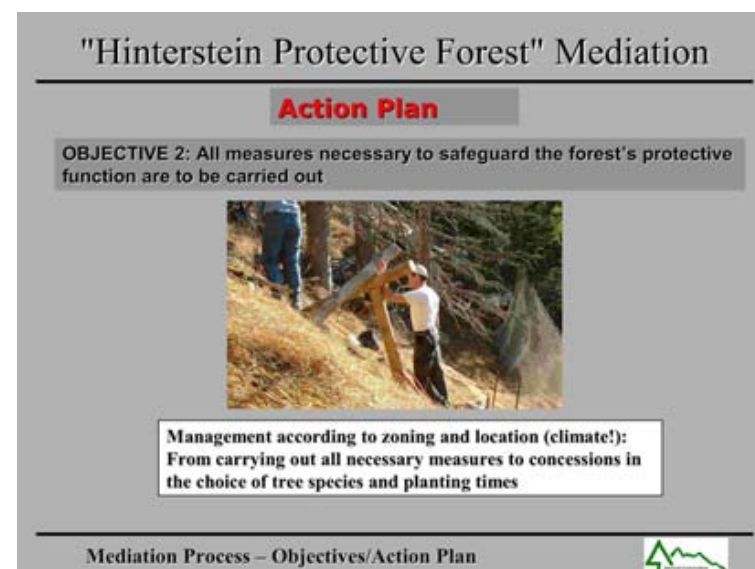 "Hinterstein Protective Forest" Mediation
Action Plan
OBJECTIVE 2: All measures necessary to safeguard the forest's protective
function are to be carried out
Management according to zoning and location (climate!):
From carrying out all necessary measures to concessions in
the choice of tree species and planting times
Mediation Process – Objectives/Action Plan